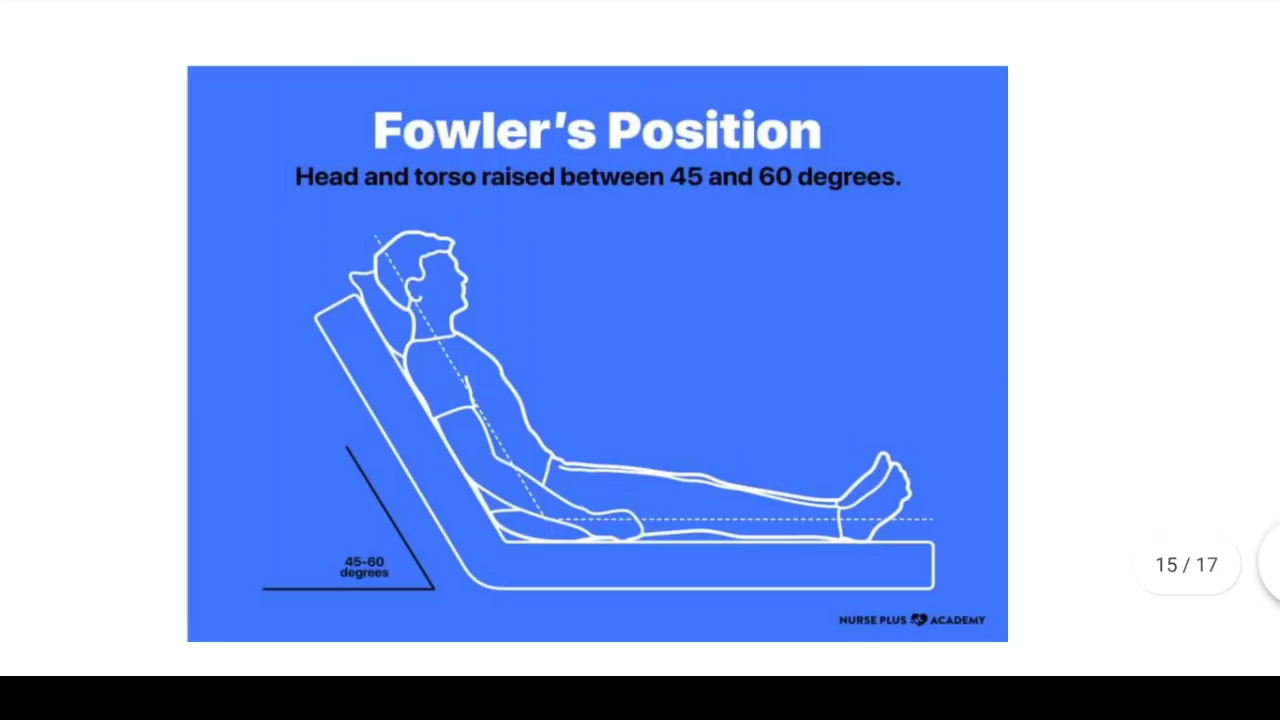 Fowler's Position
Head and torso raised between 45 and 60 degrees.
45-60
degrees
15 / 17
NURSE PLUS ACADEMY